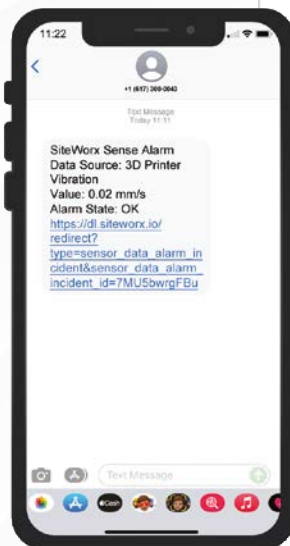 11:22
+1 (617) 300-0043
Text Message
Today 11:11
SiteWorx Sense Alarm
Data Source: 3D Printer
Vibration
Value: 0.02 mm/s
Alarm State: OK
https://dl.siteworx.io/
redirect?
type=sensor_data_alarm_in
cident&sensor_data_alarm_
incident_id=7MU5bwrgFBu
Text Message
Cash